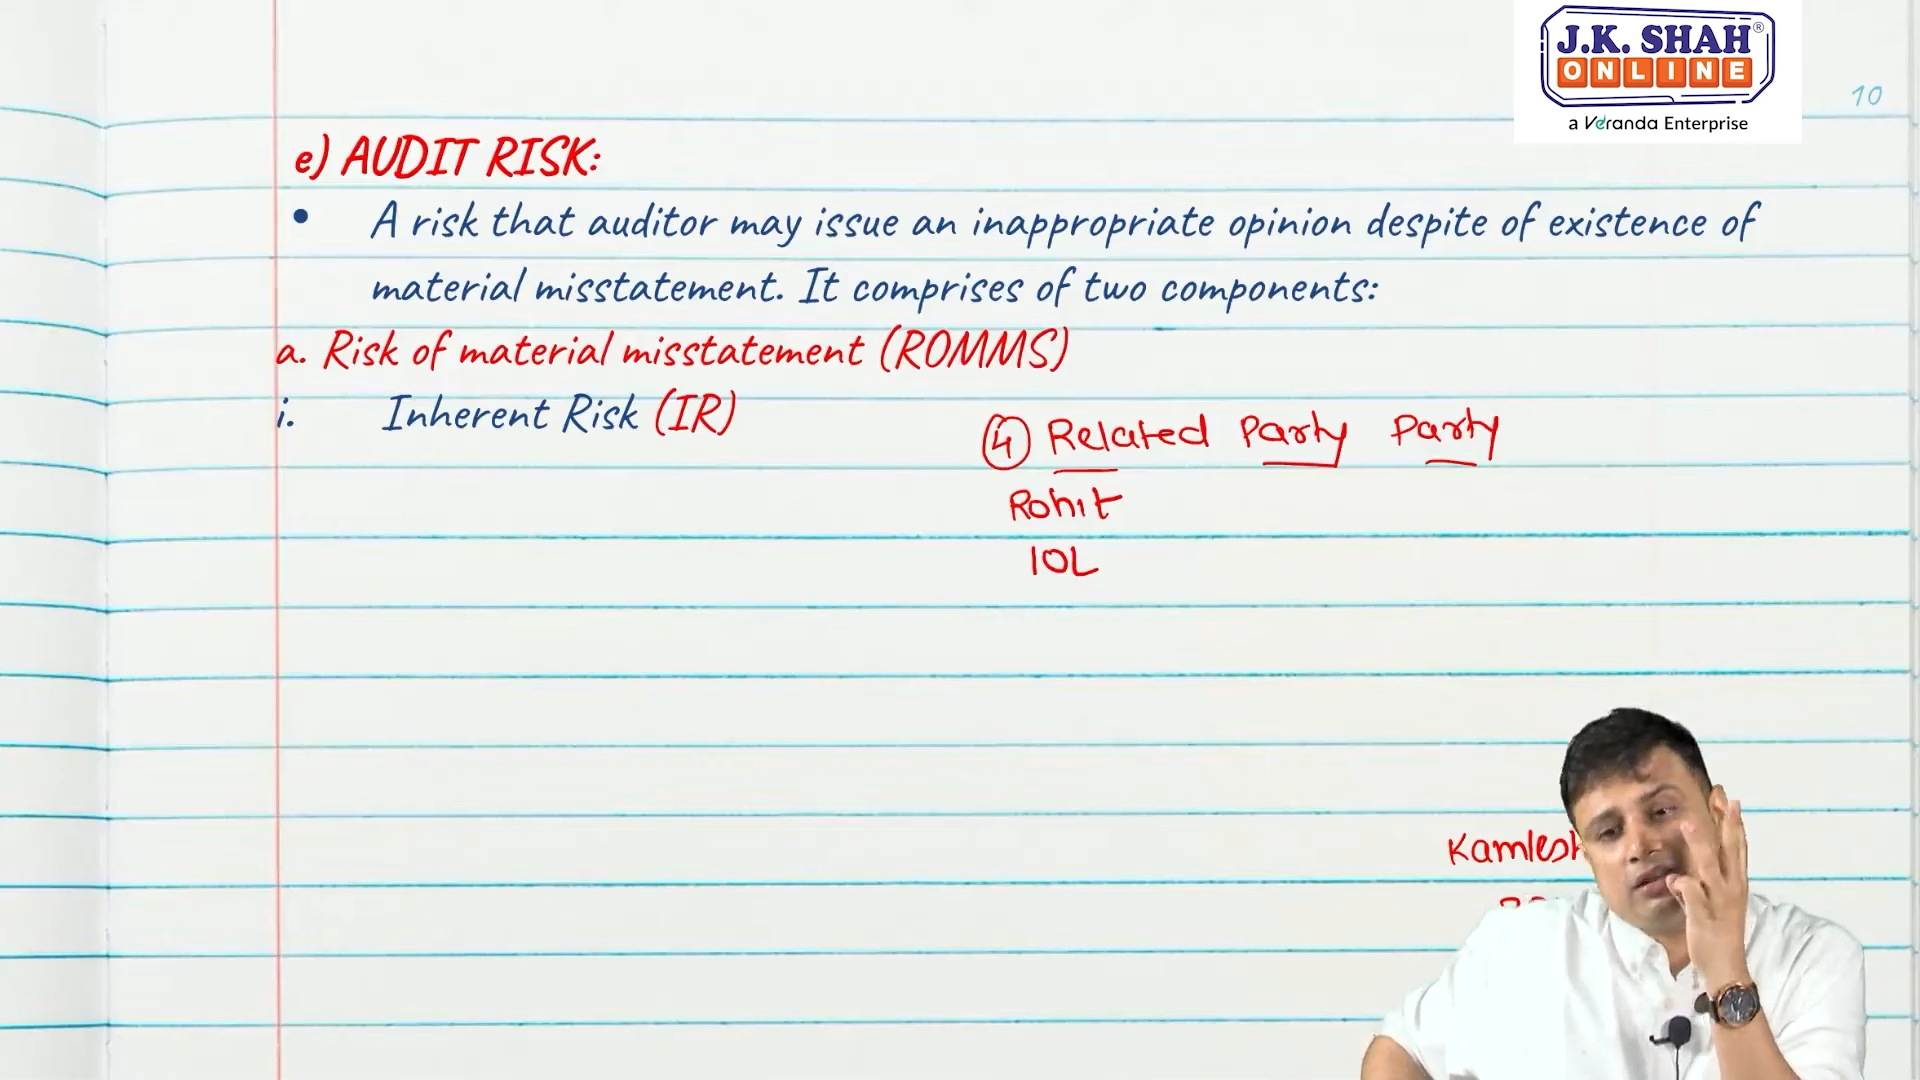 J.K. SHAH®
ONLINE
a Veranda Enterprise
10
e) AUDIT RISK:
• A risk that auditor may issue an inappropriate opinion despite of existence of
material misstatement. It comprises of two components:
a. Risk of material misstatement (ROMMS)
i. Inherent Risk (IR)
④ Related Party Party
Rohit
10L